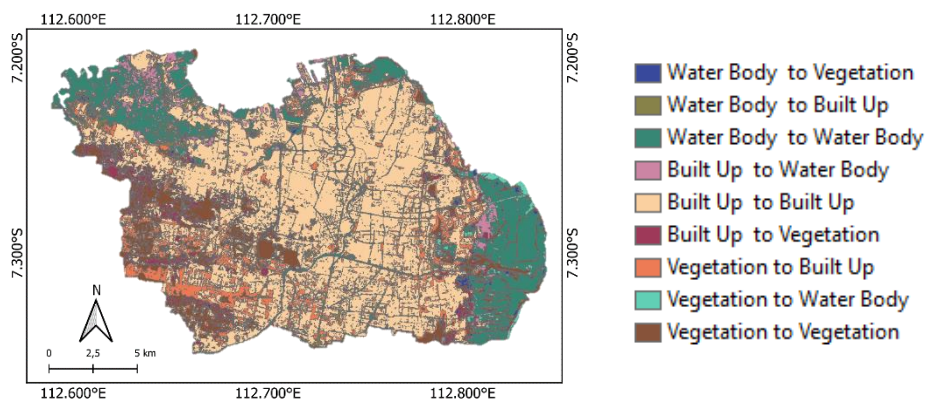 112.600°E 112.700°E 112.800°E
7.200°S 7.200°S
7.300°S 7.300°S
N
0 2,5 5 km
112.600°E 112.700°E 112.800°E
Water Body to Vegetation
Water Body to Built Up
Water Body to Water Body
Built Up to Water Body
Built Up to Built Up
Built Up to Vegetation
Vegetation to Built Up
Vegetation to Water Body
Vegetation to Vegetation